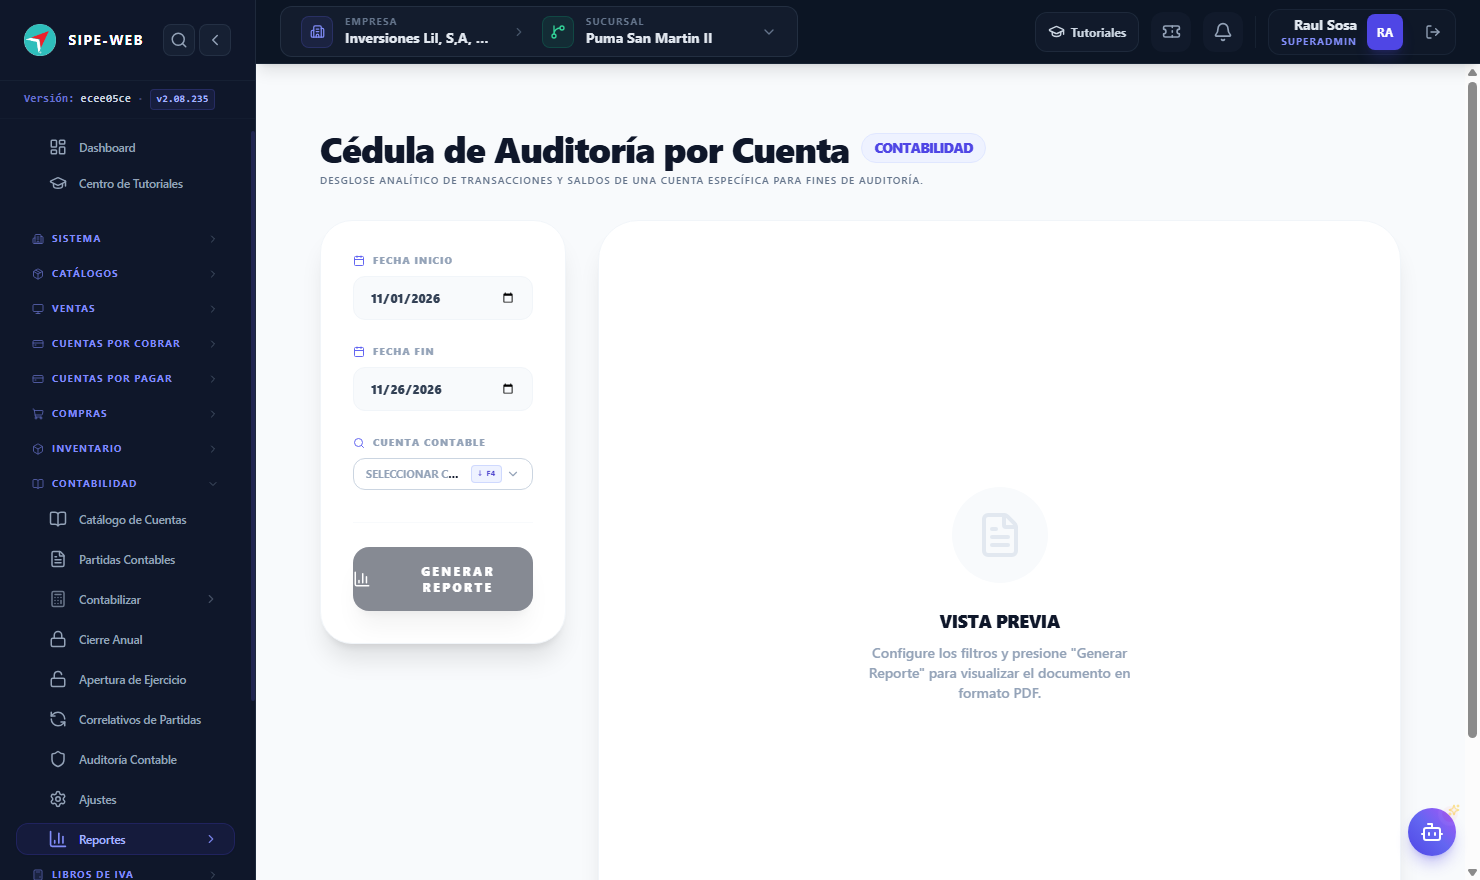 SIPE-WEB
Versión: ecee05ce · v2.08.235
Dashboard
Centro de Tutoriales
SISTEMA
CATÁLOGOS
VENTAS
CUENTAS POR COBRAR
CUENTAS POR PAGAR
COMPRAS
INVENTARIO
CONTABILIDAD
Catálogo de Cuentas
Partidas Contables
Contabilizar
Cierre Anual
Apertura de Ejercicio
Correlativos de Partidas
Auditoría Contable
Ajustes
Reportes
LIBROS DE IVA
EMPRESA
Inversiones Lil, S,A, ...
SUCURSAL
Puma San Martin II
Tutoriales
Raul Sosa
SUPERADMIN
RA
Cédula de Auditoría por Cuenta
CONTABILIDAD
DESGLOSE ANALÍTICO DE TRANSACCIONES Y SALDOS DE UNA CUENTA ESPECÍFICA PARA FINES DE AUDITORÍA.
FECHA INICIO
11/01/2026
FECHA FIN
11/26/2026
CUENTA CONTABLE
SELECCIONAR C... ↓ F4
GENERAR
REPORTE
VISTA PREVIA
Configure los filtros y presione "Generar
Reporte" para visualizar el documento en
formato PDF.